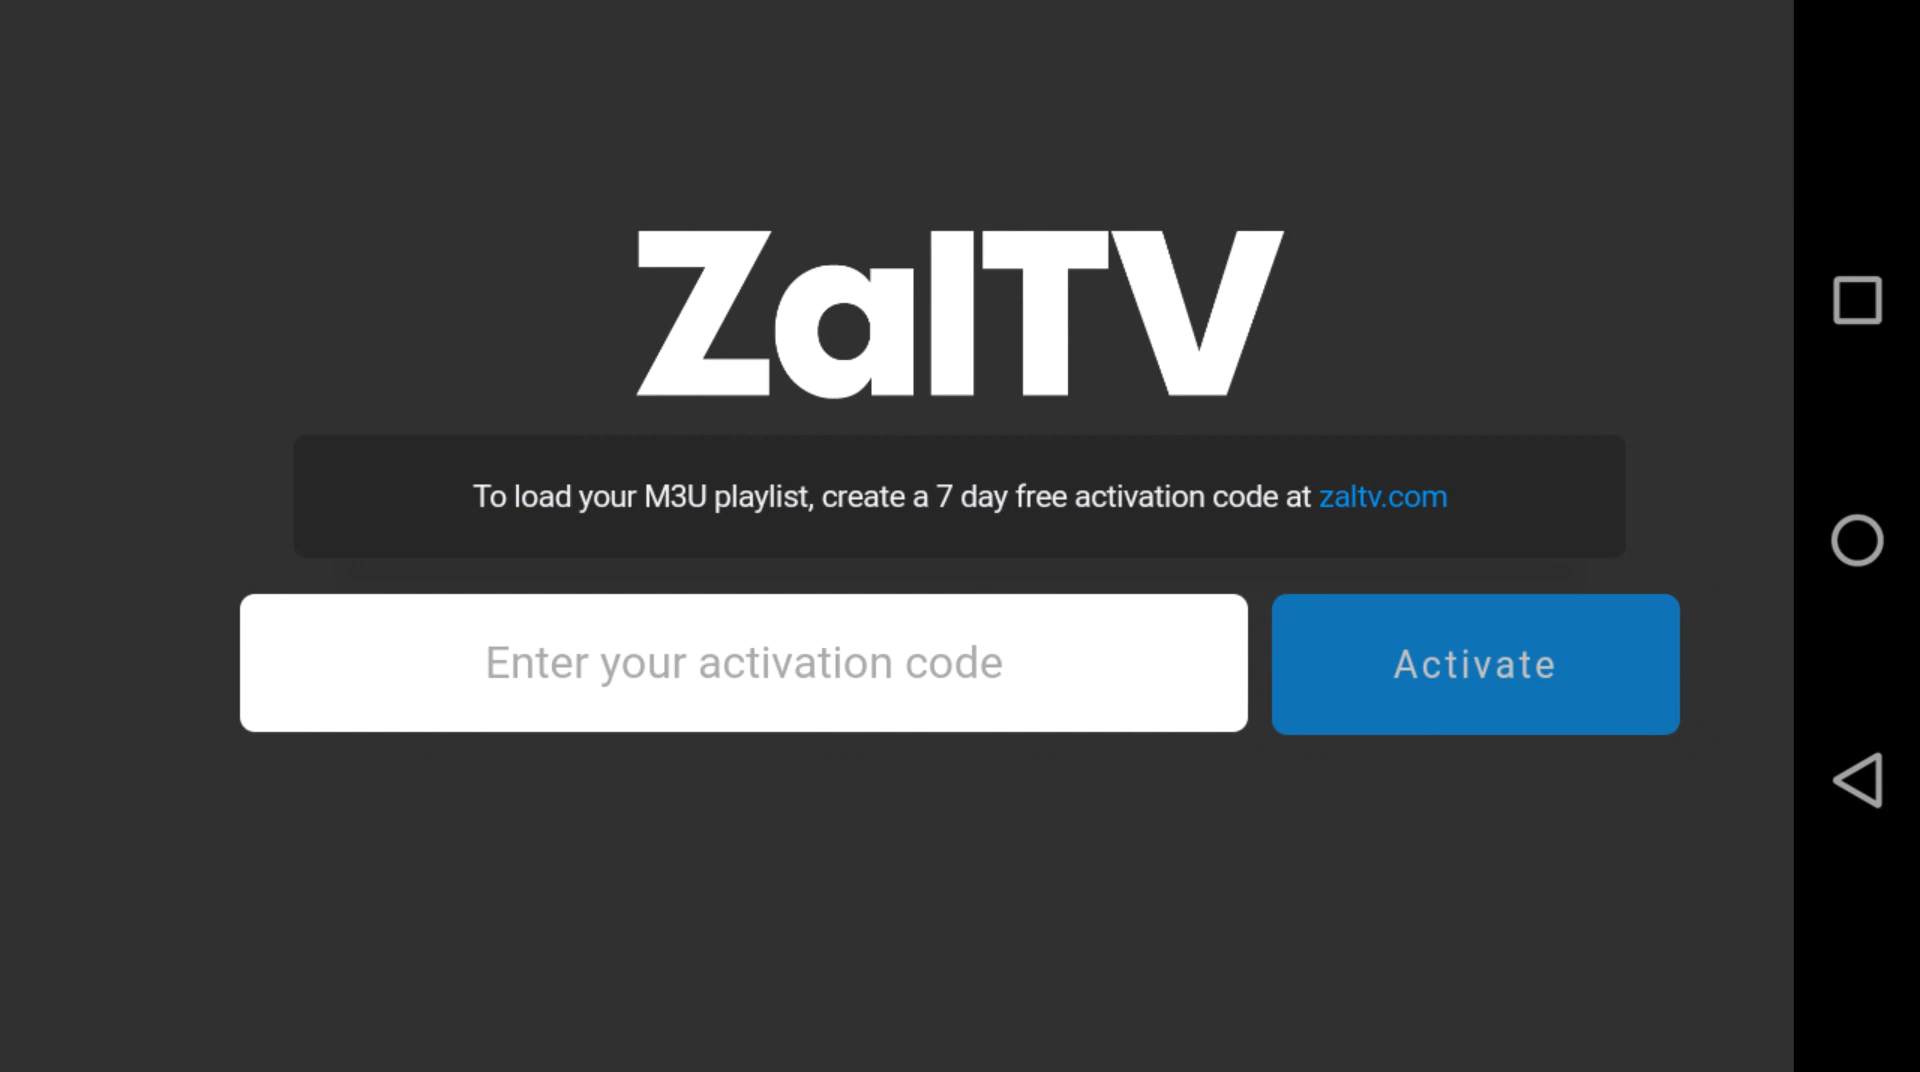 ZalTV
To load your M3U playlist, create a 7 day free activation code at zaltv.com
Enter your activation code
Activate